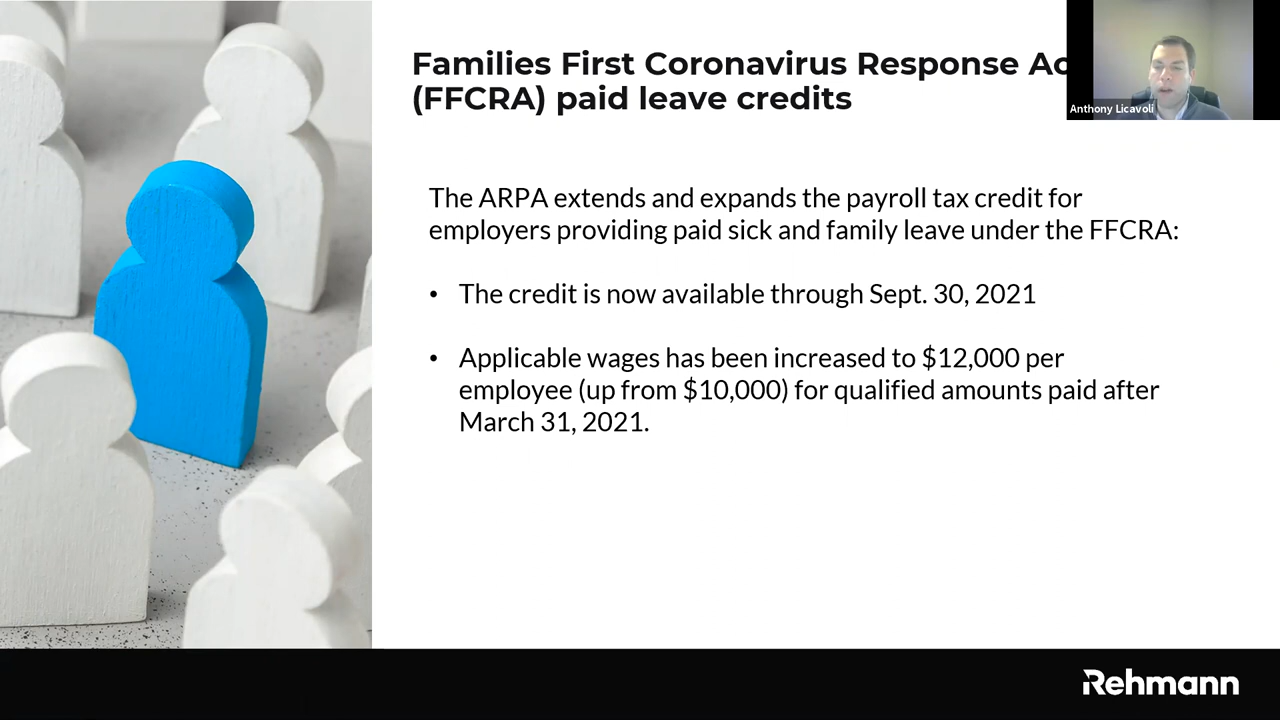 Families First Coronavirus Response Ac
(FFCRA) paid leave credits
Anthony Licavoli
The ARPA extends and expands the payroll tax credit for
employers providing paid sick and family leave under the FFCRA:
• The credit is now available through Sept. 30, 2021
• Applicable wages has been increased to $12,000 per
employee (up from $10,000) for qualified amounts paid after
March 31, 2021.
Rehmann